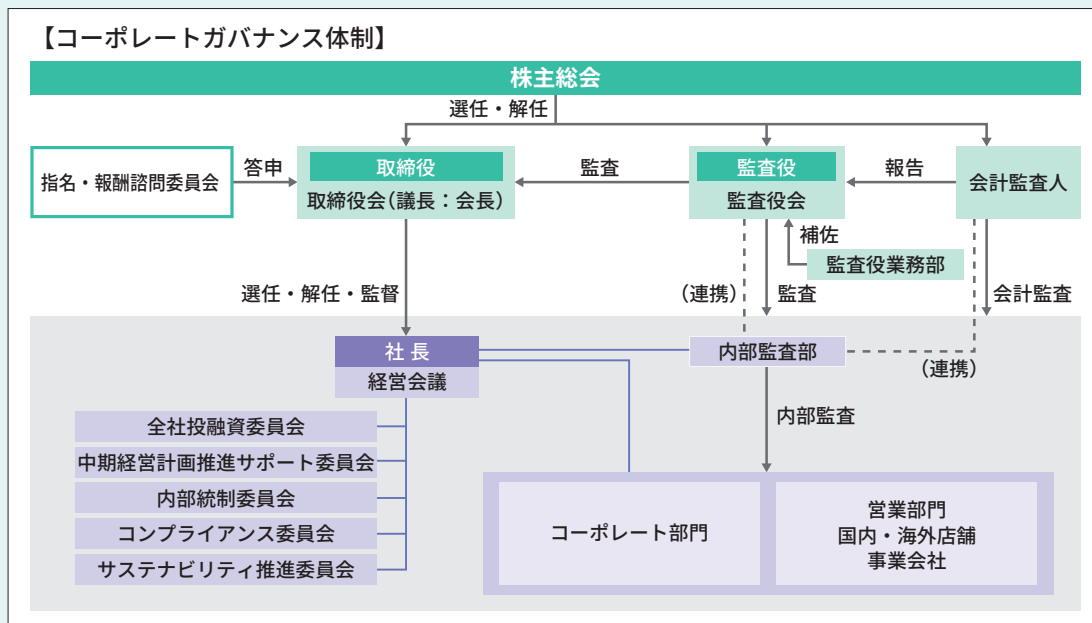 【コーポレートガバナンス体制】
株主総会
選任・解任
指名・報酬諮問委員会
答申
取締役
取締役会(議長：会長)
監査
監査役
監査役会
報告
会計監査人
補佐
監査役業務部
選任・解任・監督
(連携)
監査
会計監査
社 長
経営会議
内部監査部
(連携)
内部監査
全社投融資委員会
中期経営計画推進サポート委員会
内部統制委員会
コンプライアンス委員会
サステナビリティ推進委員会
コーポレート部門
営業部門
国内・海外店舗
事業会社